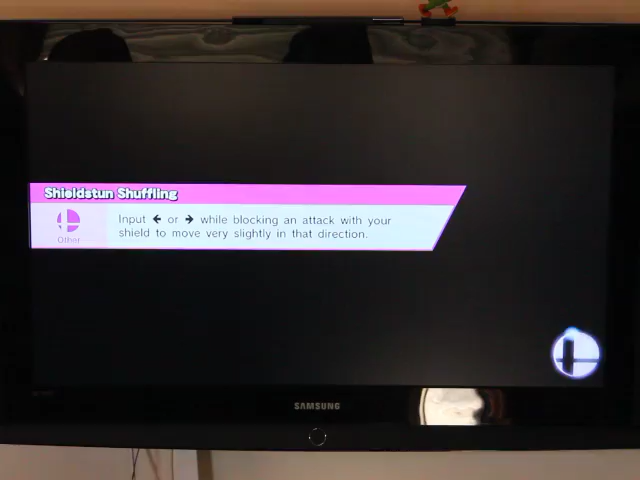 Shieldstun Shuffling
Other
Input ← or → while blocking an attack with your
shield to move very slightly in that direction.
SAMSUNG